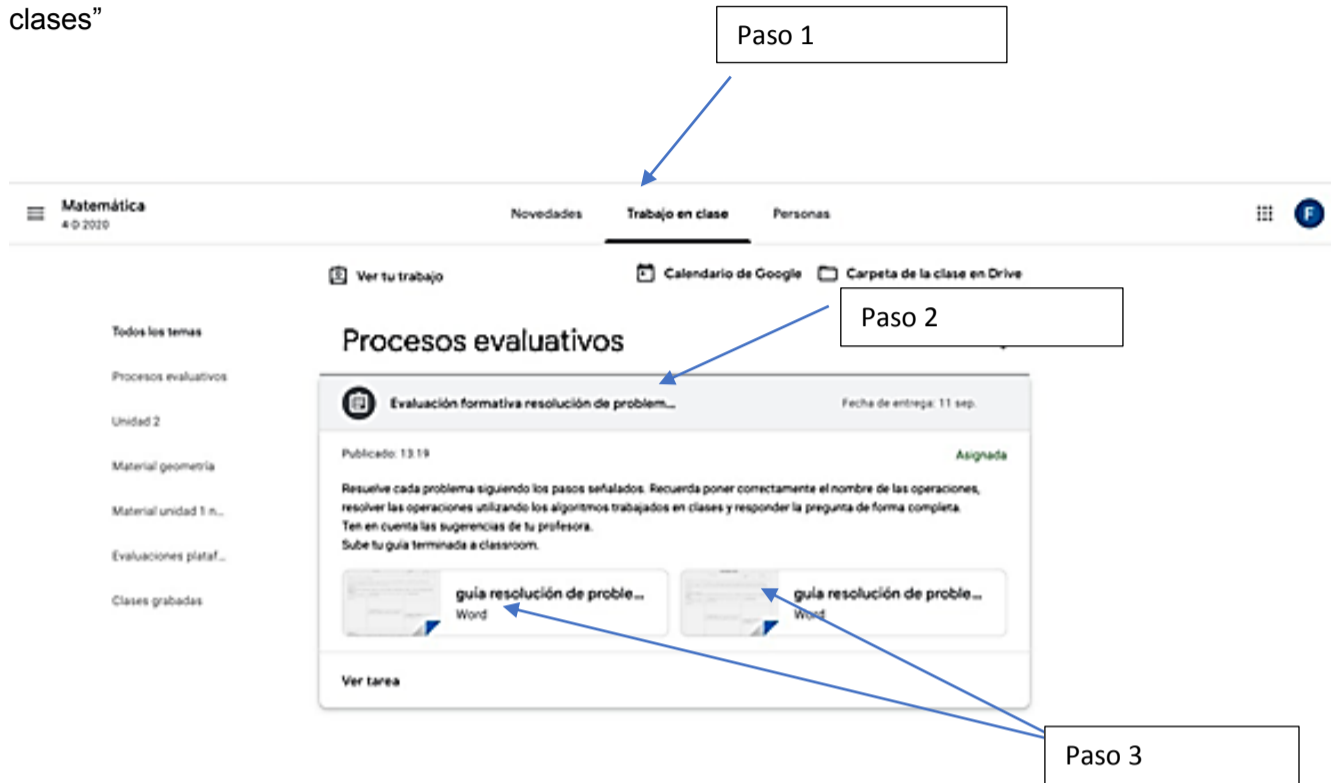 clases”
Paso 1
Matemática
4-D 2020
Novedades
Trabajo en clase
Personas
F
Ver tu trabajo
Calendario de Google
Carpeta de la clase en Drive
Paso 2
Todos los temas
Procesos evaluativos
Unidad 2
Material geometría
Material unidad 1 n...
Evaluaciones plataf...
Clases grabadas
Procesos evaluativos
Evaluación formativa resolución de problem...
Fecha de entrega: 11 sep.
Publicado: 13:19
Asignada
Resuelve cada problema siguiendo los pasos señalados. Recuerda poner correctamente el nombre de las operaciones,
resolver las operaciones utilizando los algoritmos trabajados en clases y responder la pregunta de forma completa.
Ten en cuenta las sugerencias de tu profesora.
Sube tu guía terminada a classroom.
guía resolución de proble...
Word
guía resolución de proble...
Word
Ver tarea
Paso 3